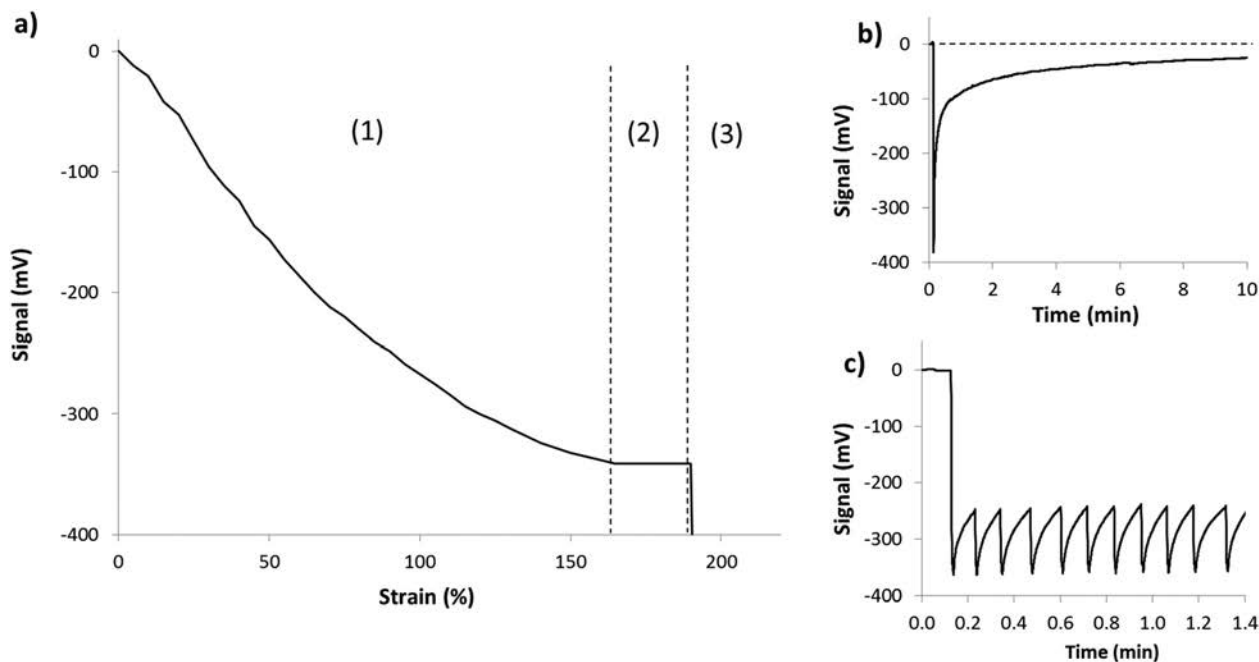 a)
0
-100
-200
-300
-400
Signal (mV)
(1)
(2)
(3)
0 50 100 150 200
Strain (%)
b)
0
-100
-200
-300
-400
Signal (mV)
0 2 4 6 8 10
Time (min)
c)
0
-100
-200
-300
-400
Signal (mV)
0.0 0.2 0.4 0.6 0.8 1.0 1.2 1.4
Time (min)